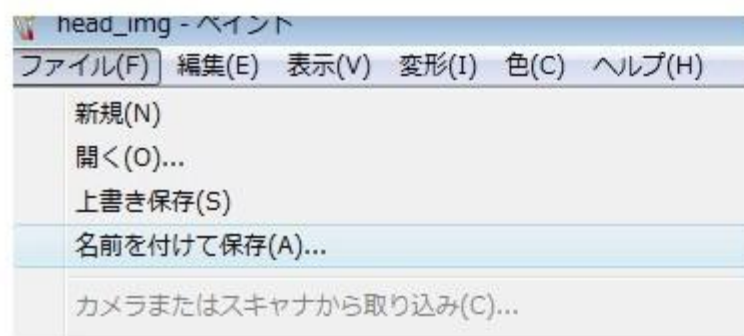 head_img - ペイント
ファイル(F) 編集(E) 表示(V) 変形(I) 色(C) ヘルプ(H)
新規(N)
開く(O)...
上書き保存(S)
名前を付けて保存(A)...
カメラまたはスキャナから取り込み(C)...